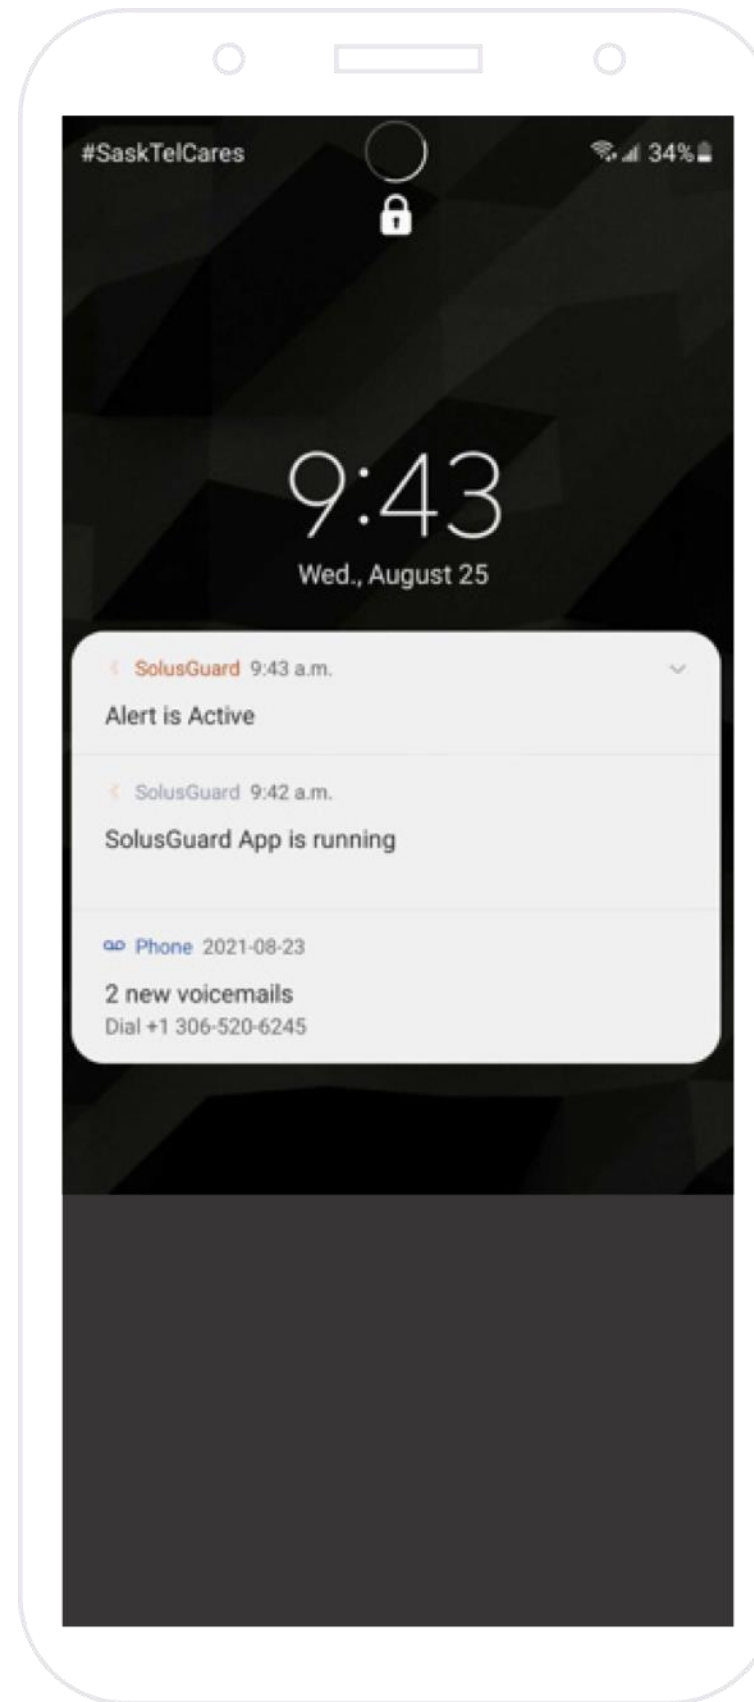 #SaskTelCares 34%
9:43
Wed., August 25
SolusGuard 9:43 a.m.
Alert is Active
SolusGuard 9:42 a.m.
SolusGuard App is running
Phone 2021-08-23
2 new voicemails
Dial +1 306-520-6245